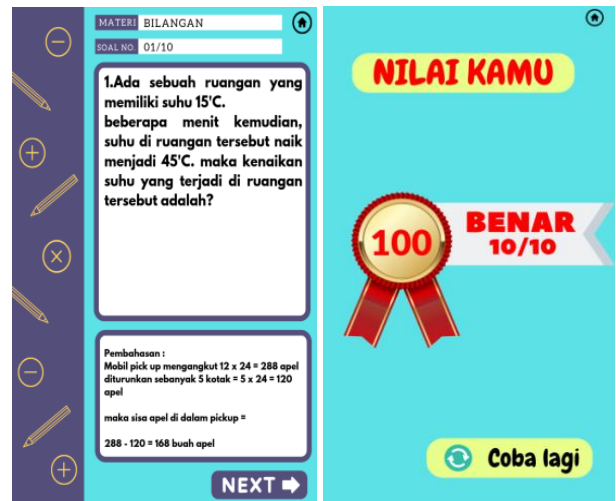 MATERI BILANGAN
SOAL NO. 01/10
1.Ada sebuah ruangan yang
memiliki suhu 15'C.
beberapa menit kemudian,
suhu di ruangan tersebut naik
menjadi 45'C. maka kenaikan
suhu yang terjadi di ruangan
tersebut adalah?
Pembahasan :
Mobil pick up mengangkut 12 x 24 = 288 apel
diturunkan sebanyak 5 kotak = 5 x 24 = 120
apel
maka sisa apel di dalam pickup =
288 - 120 = 168 buah apel
NEXT
NILAI KAMU
100
BENAR
10/10
Coba lagi